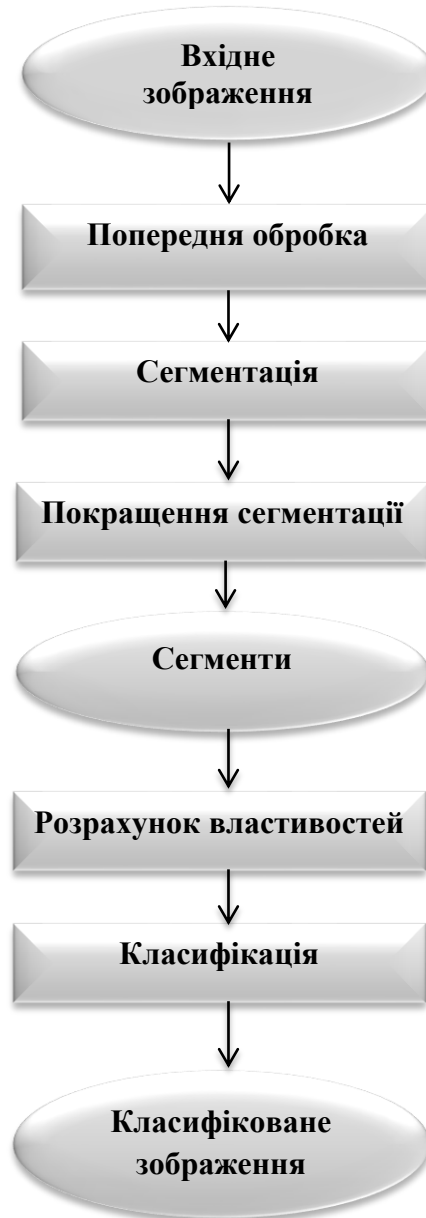 Вхідне
зображення
Попередня обробка
Сегментація
Покращення сегментації
Сегменти
Розрахунок властивостей
Класифікація
Класифіковане
зображення